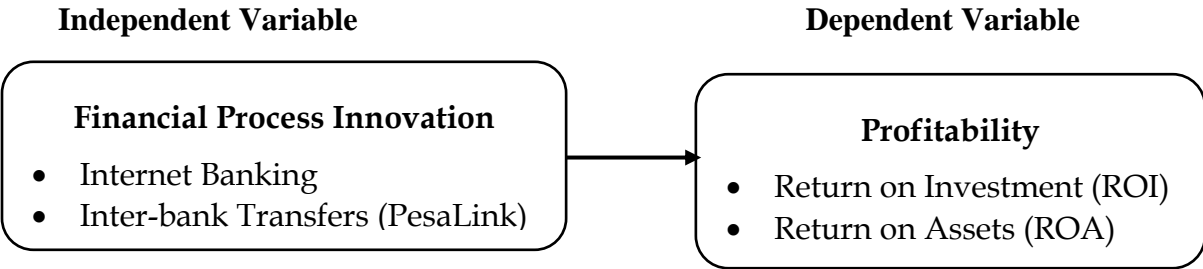 Independent Variable
Dependent Variable
Financial Process Innovation
• Internet Banking
• Inter-bank Transfers (PesaLink)
Profitability
• Return on Investment (ROI)
• Return on Assets (ROA)